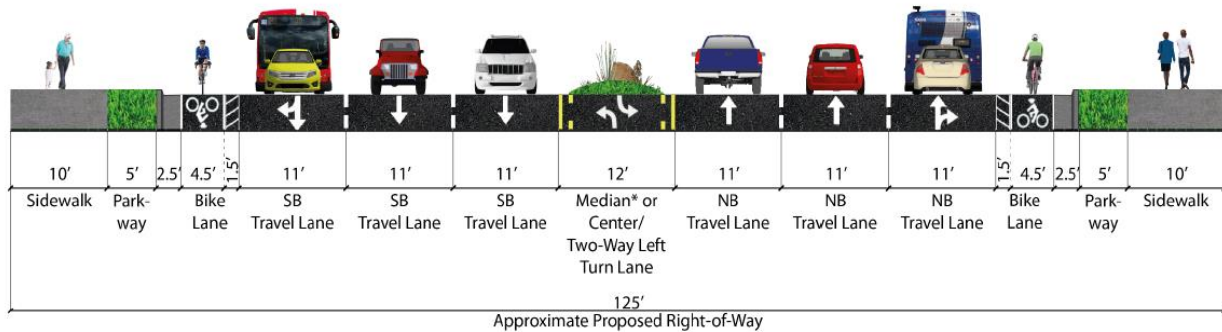 10' 5' 2.5' 4.5' 1.5' 11' 11' 11' 12' 11' 11' 11' 1.5' 4.5' 2.5' 5' 10'
Sidewalk Park- Bike SB SB SB Median* or NB NB NB Bike Park- Sidewalk
way Lane Travel Lane Travel Lane Travel Lane Center/ Travel Lane Travel Lane Travel Lane Lane way
Two-Way Left
Turn Lane
125'
Approximate Proposed Right-of-Way